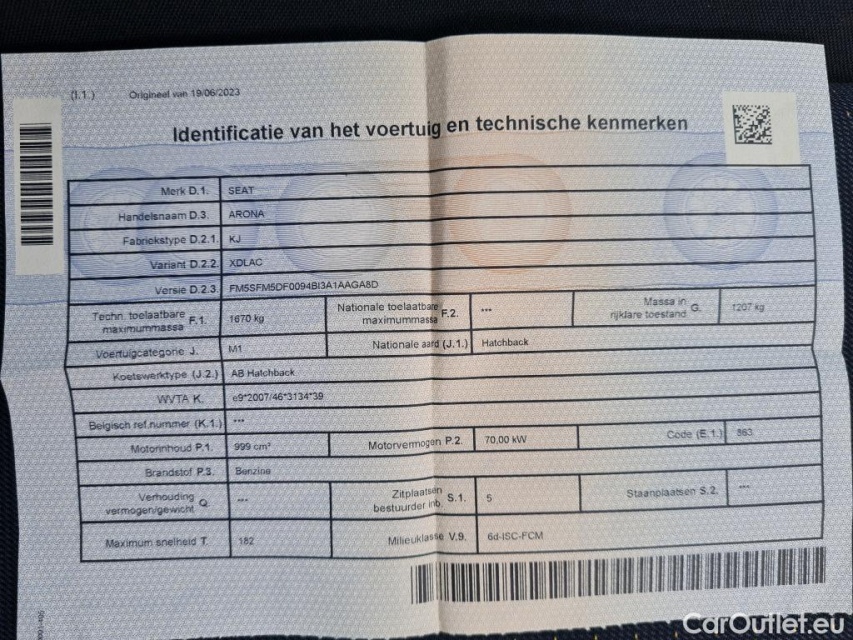 (I.1.) Origineel van 19/06/2023
Identificatie van het voertuig en technische kenmerken
Merk D.1. SEAT
Handelsnaam D.3. ARONA
Fabriekstype D.2.1. KJ
Variant D.2.2. XDLAC
Versie D.2.3. FM5SFM5DF0094BI3A1AAGA8D
Techn. toelaatbare maximummassa F.1. 1670 kg Nationale toelaatbare maximummassa F.2. --- Massa in rijklare toestand G. 1207 kg
Voertuigcategorie J. M1 Nationale aard (J.1.) Hatchback
Koetswerktype (J.2.) AB Hatchback
WVTA K. e9*2007/46*3134*39
Belgisch ref.nummer (K.1.) ---
Motorinhoud P.1. 999 cm³ Motorvermogen P.2. 70,00 kW Code (E.1.) 863
Brandstof P.3. Benzine
Verhouding vermogen/gewicht Q. --- Zitplaatsen bestuurder inb. S.1. 5 Staanplaatsen S.2. ---
Maximum snelheid T. 182 Milieuklasse V.9. 6d-ISC-FCM
CarOutlet.eu